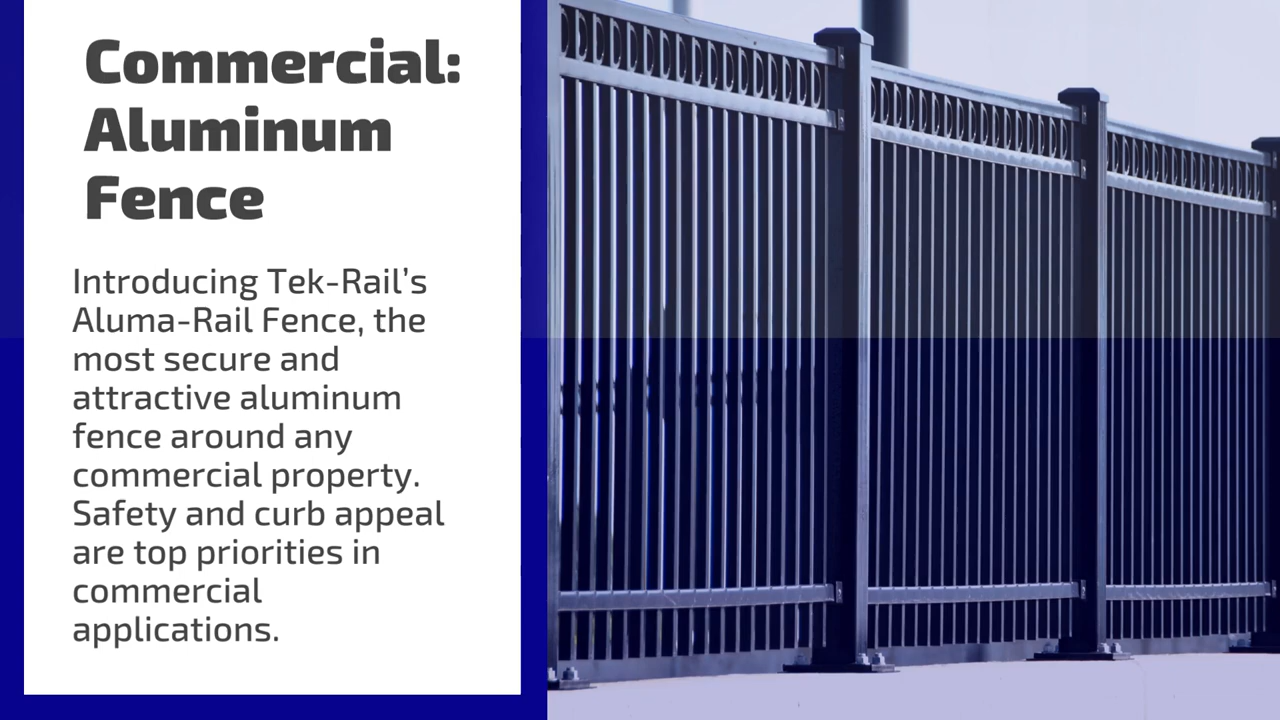 Commercial:
Aluminum
Fence
Introducing Tek-Rail’s
Aluma-Rail Fence, the
most secure and
attractive aluminum
fence around any
commercial property.
Safety and curb appeal
are top priorities in
commercial
applications.